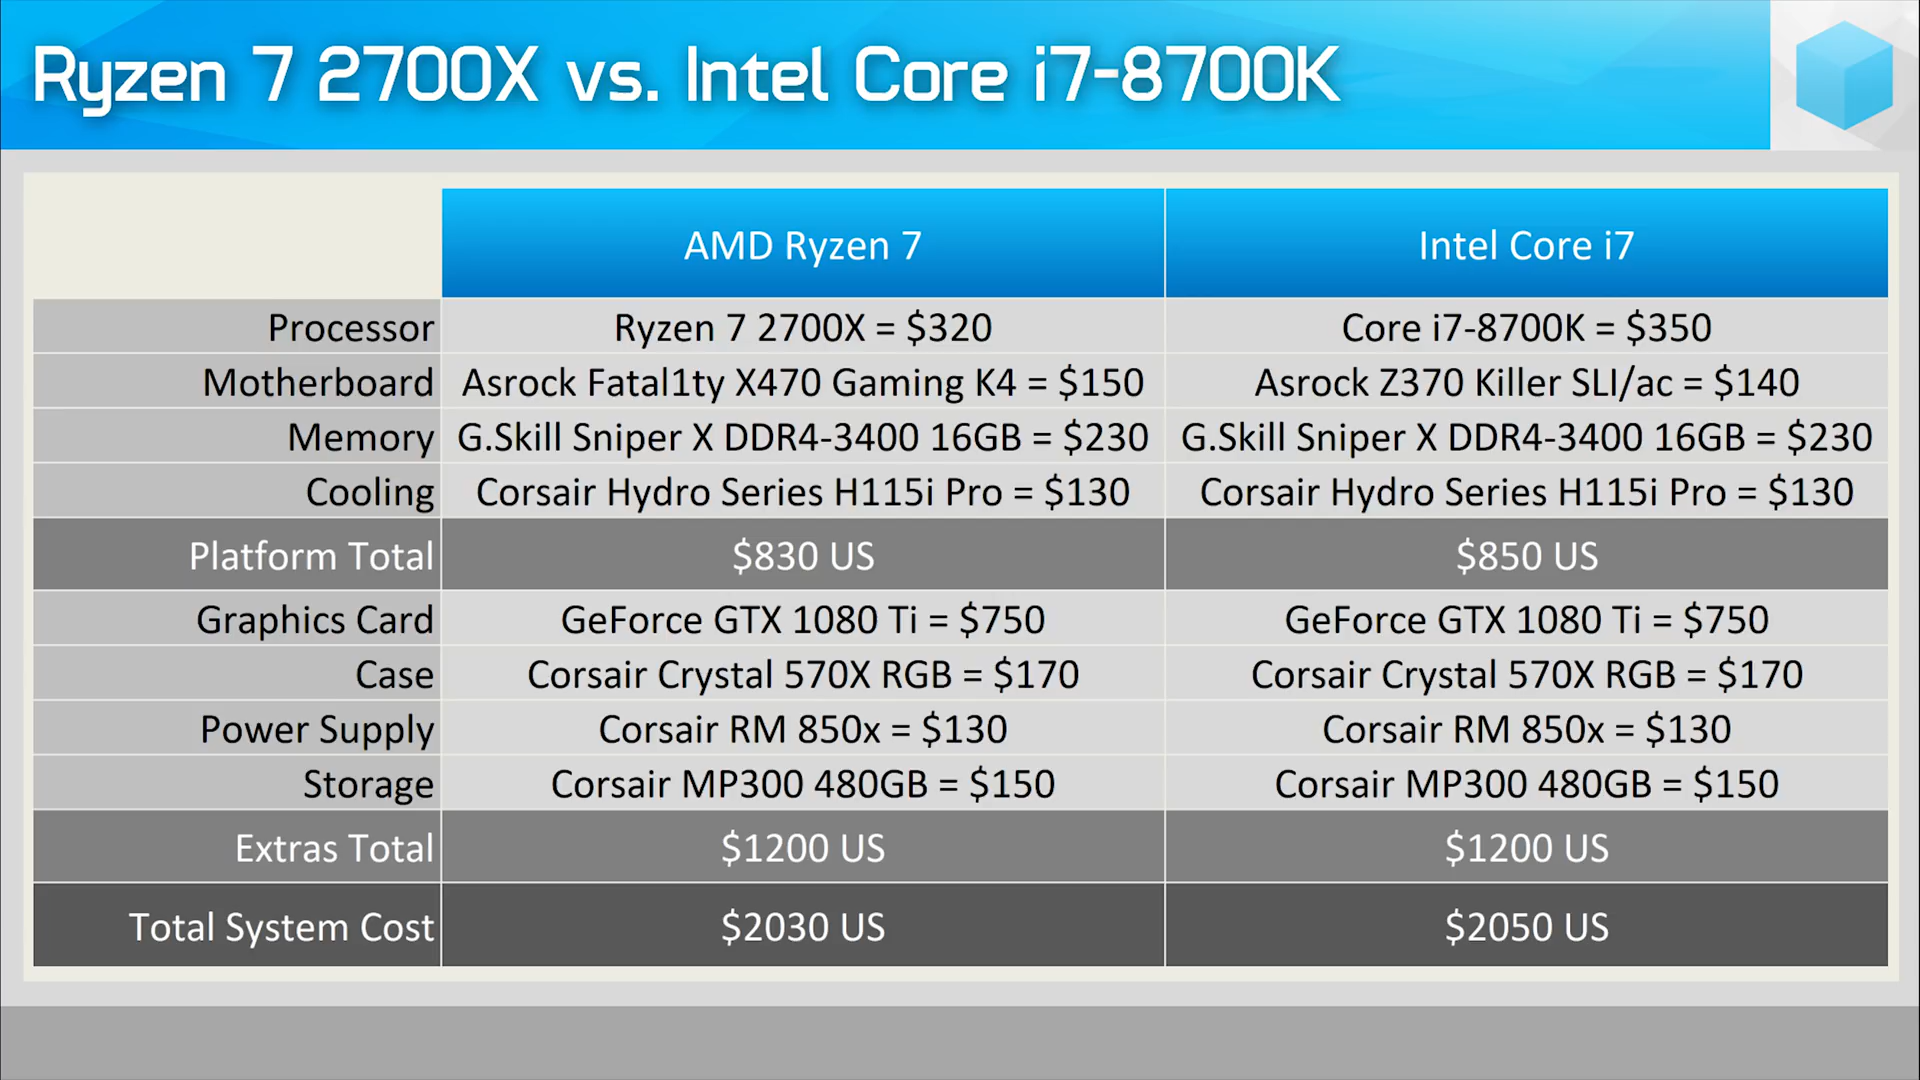 Ryzen 7 2700X vs. Intel Core i7-8700K
AMD Ryzen 7 Intel Core i7
Processor Ryzen 7 2700X = $320 Core i7-8700K = $350
Motherboard Asrock Fatal1ty X470 Gaming K4 = $150 Asrock Z370 Killer SLI/ac = $140
Memory G.Skill Sniper X DDR4-3400 16GB = $230 G.Skill Sniper X DDR4-3400 16GB = $230
Cooling Corsair Hydro Series H115i Pro = $130 Corsair Hydro Series H115i Pro = $130
Platform Total $830 US $850 US
Graphics Card GeForce GTX 1080 Ti = $750 GeForce GTX 1080 Ti = $750
Case Corsair Crystal 570X RGB = $170 Corsair Crystal 570X RGB = $170
Power Supply Corsair RM 850x = $130 Corsair RM 850x = $130
Storage Corsair MP300 480GB = $150 Corsair MP300 480GB = $150
Extras Total $1200 US $1200 US
Total System Cost $2030 US $2050 US